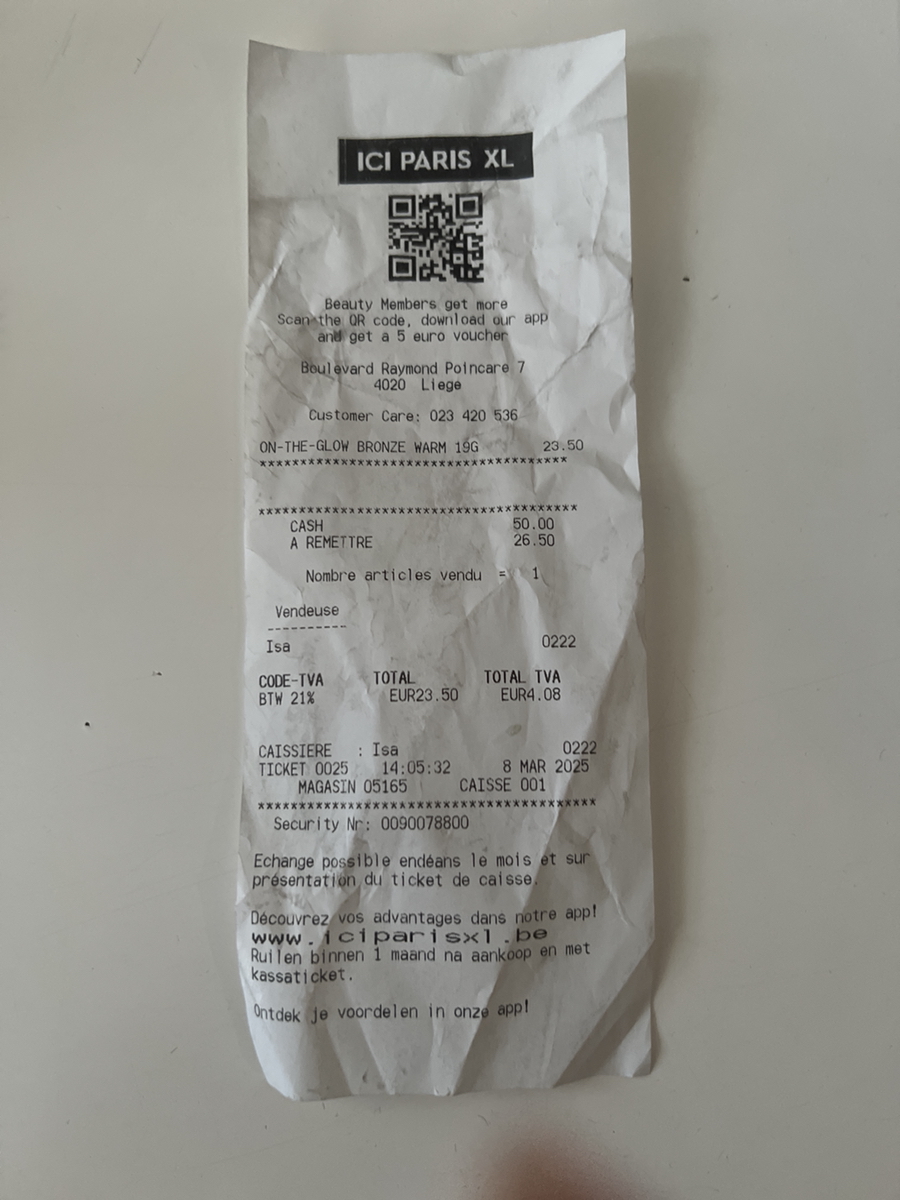 ICI PARIS XL
Beauty Members get more
Scan the QR code, download our app
and get a 5 euro voucher
Boulevard Raymond Poincare 7
4020 Liege
Customer Care: 023 420 536
ON-THE-GLOW BRONZE WARM 19G 23.50
**************************************
***************************************
CASH 50.00
A REMETTRE 26.50
Nombre articles vendu = 1
Vendeuse
----------
Isa 0222
CODE-TVA TOTAL TOTAL TVA
BTW 21% EUR23.50 EUR4.08
CAISSIERE : Isa 0222
TICKET 0025 14:05:32 8 MAR 2025
MAGASIN 05165 CAISSE 001
*****************************************
Security Nr: 0090078800
Echange possible endéans le mois et sur
présentation du ticket de caisse.
Découvrez vos advantages dans notre app!
www.iciparisxl.be
Ruilen binnen 1 maand na aankoop en met
kassaticket.
Ontdek je voordelen in onze app!